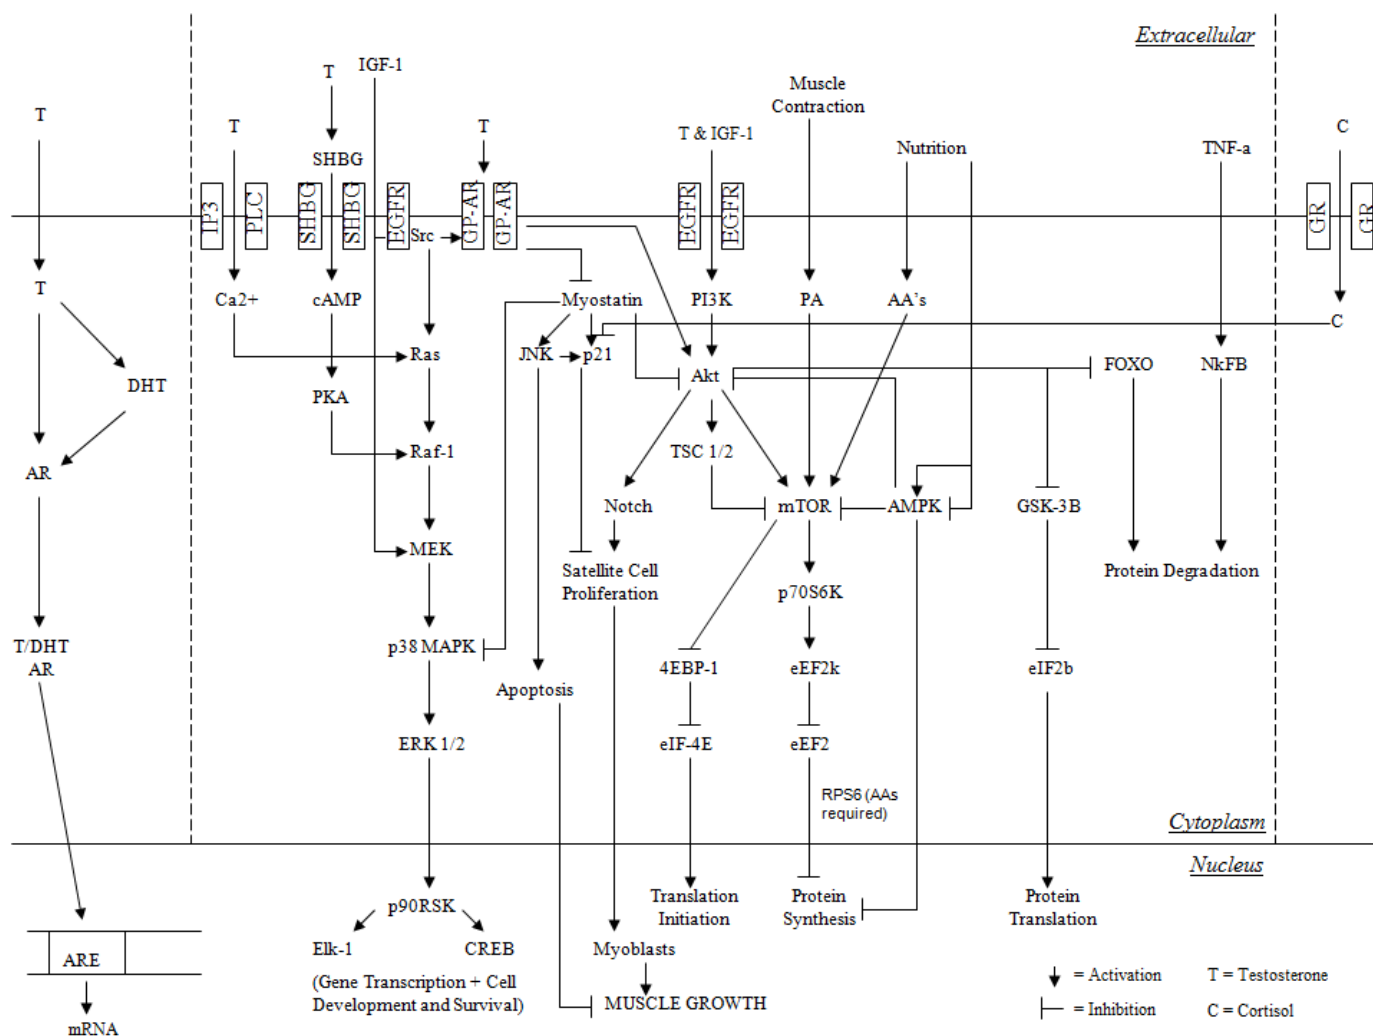 Extracellular
IGF-1
T
Muscle
Contraction
T
T
T
T & IGF-1
Nutrition
TNF-a
C
SHBG
IP3
PLC
SHBG
SHBG
EGFR
Src
GP-AR
GP-AR
EGFR
EGFR
GR
GR
T
Ca2+
cAMP
Myostatin
PI3K
PA
AA's
C
Ras
JNK
p21
Akt
FOXO
NkFB
DHT
PKA
Raf-1
TSC 1/2
AR
Notch
mTOR
AMPK
GSK-3B
MEK
Satellite Cell
Proliferation
p70S6K
Protein Degradation
T/DHT
AR
p38 MAPK
Apoptosis
4EBP-1
eEF2k
eIF2b
ERK 1/2
eIF-4E
eEF2
RPS6 (AAs
required)
Cytoplasm
Nucleus
p90RSK
Translation
Initiation
Protein
Synthesis
Protein
Translation
Elk-1
CREB
Myoblasts
ARE
(Gene Transcription + Cell
Development and Survival)
MUSCLE GROWTH
mRNA
= Activation
T = Testosterone
= Inhibition
C = Cortisol